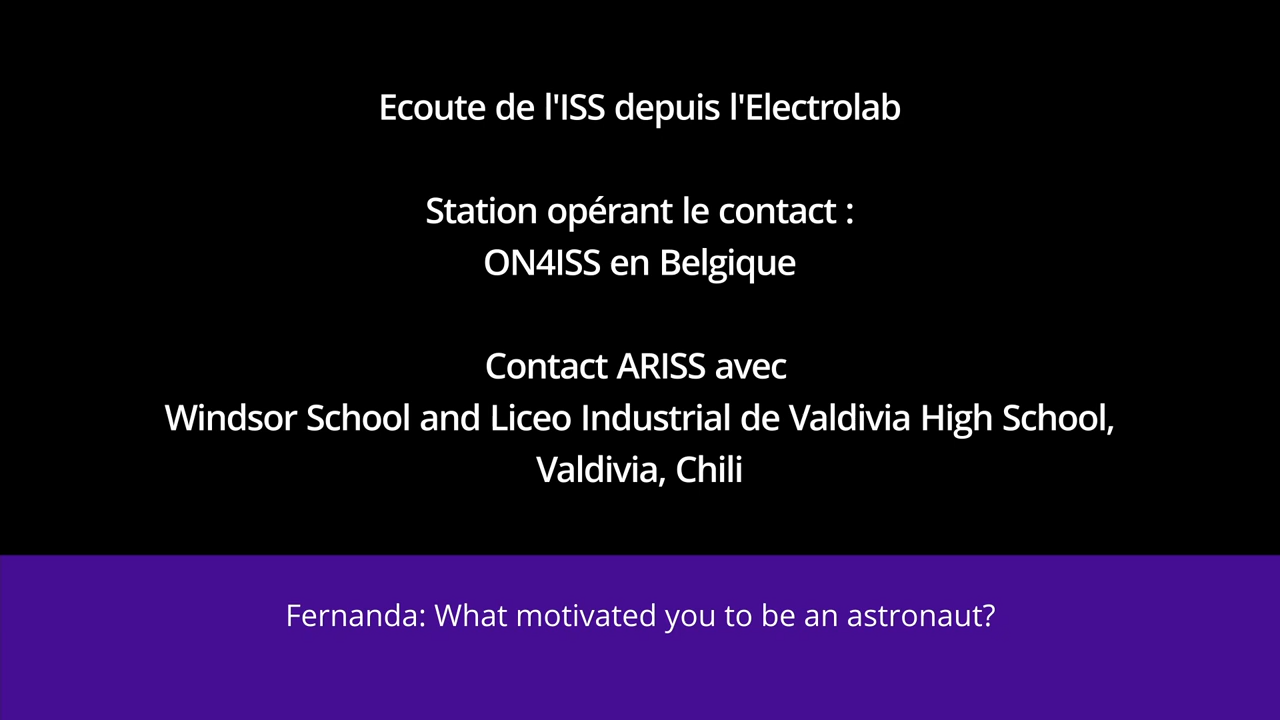 Ecoute de l'ISS depuis l'Electrolab
Station opérant le contact :
ON4ISS en Belgique
Contact ARISS avec
Windsor School and Liceo Industrial de Valdivia High School,
Valdivia, Chili
Fernanda: What motivated you to be an astronaut?